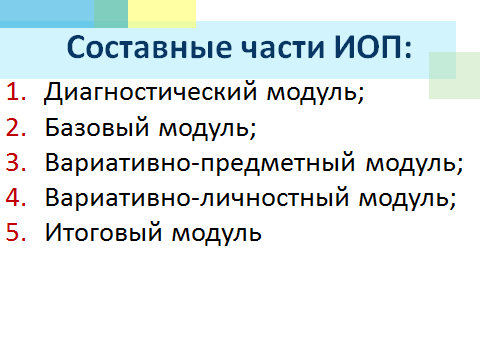 Составные части ИОП:
1. Диагностический модуль;
2. Базовый модуль;
3. Вариативно-предметный модуль;
4. Вариативно-личностный модуль;
5. Итоговый модуль